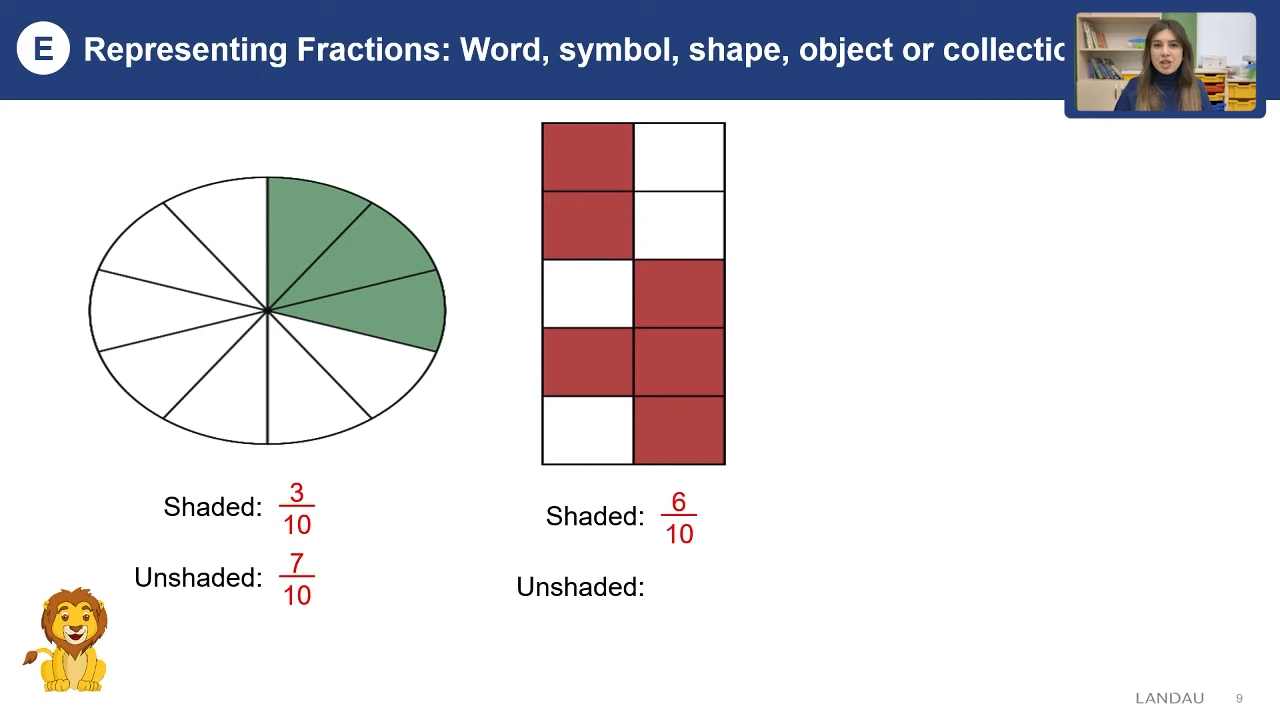 E Representing Fractions: Word, symbol, shape, object or collectio
Shaded: 3/10
Unshaded: 7/10
Shaded: 6/10
Unshaded:
LANDAU 9